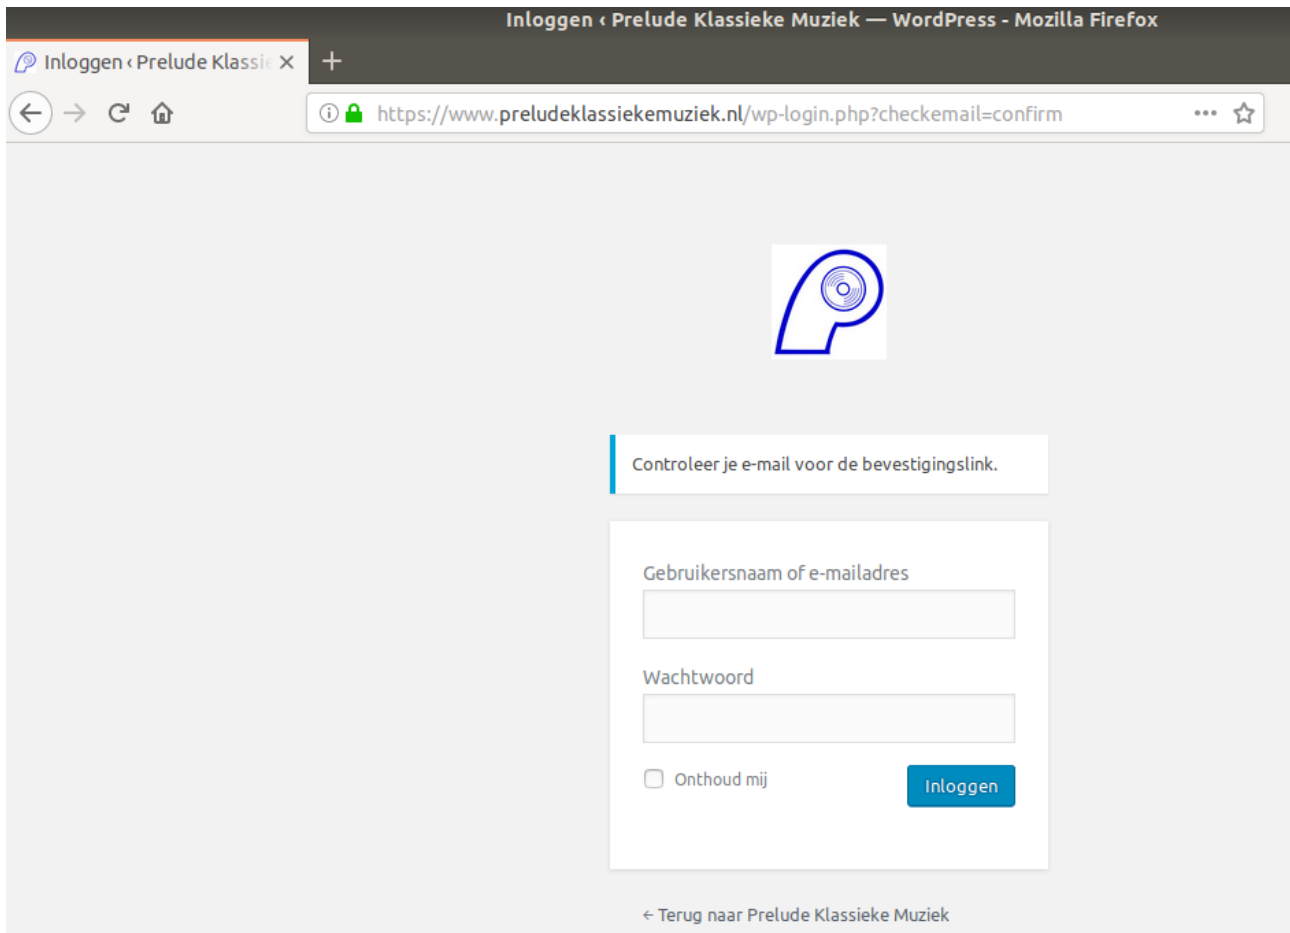 Inloggen ‹ Prelude Klassieke Muziek — WordPress - Mozilla Firefox
Inloggen ‹ Prelude Klassie
https://www.preludeklassiekemuziek.nl/wp-login.php?checkemail=confirm
Controleer je e-mail voor de bevestigingslink.
Gebruikersnaam of e-mailadres
Wachtwoord
Onthoud mij
Inloggen
← Terug naar Prelude Klassieke Muziek